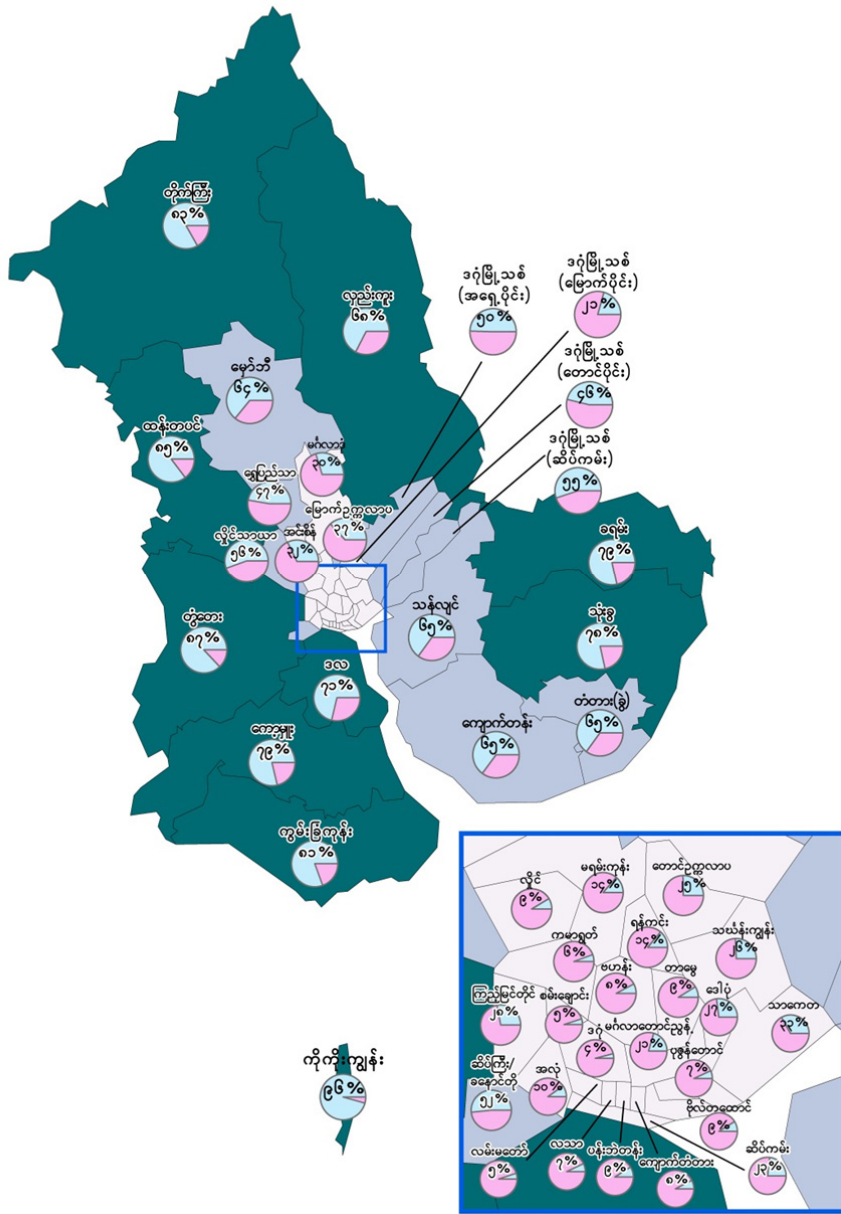 တိုက်ကြီး
၈၃%
လှည်းကူး
၆၈%
ဒဂုံမြို့သစ်
(အရှေ့ပိုင်း)
၅၀%
ဒဂုံမြို့သစ်
(မြောက်ပိုင်း)
၂၁%
ဒဂုံမြို့သစ်
(တောင်ပိုင်း)
၄၆%
ဒဂုံမြို့သစ်
(ဆိပ်ကမ်း)
၅၅%
မှော်ဘီ
၆၄%
ထန်းတပင်
၈၅%
မင်္ဂလာဒုံ
၃၀%
ရွှေပြည်သာ
၄၇%
မြောက်ဥက္ကလာပ
၃၇%
လှိုင်သာယာ
၅၆%
အင်းစိန်
၃၂%
ခရမ်း
၇၉%
တွံတေး
၈၇%
သန်လျင်
၆၅%
သုံးခွ
၇၈%
ဒလ
၇၁%
ကော့မှူး
၇၉%
ကျောက်တန်း
၆၅%
တံတား(ခွဲ)
၆၅%
ကွမ်းခြံကုန်း
၈၁%
ကိုကိုးကျွန်း
၉၆%
လှိုင်
၉%
မရမ်းကုန်း
၁၄%
တောင်ဥက္ကလာပ
၂၅%
ကမာရွတ်
၆%
ရန်ကင်း
၁၄%
သင်္ဃန်းကျွန်း
၂၆%
ဗဟန်း
၈%
တာမွေ
၉%
ဒေါပုံ
၂၇%
သာကေတ
၃၃%
ကြည့်မြင်တိုင်
၂၈%
စမ်းချောင်း
၅%
ဒဂုံ
၄%
မင်္ဂလာတောင်ညွန့်
၂၁%
ပုဇွန်တောင်
၇%
ဆိပ်ကြီး/
ခနောင်တို
၅၂%
အလုံ
၁၀%
ဗိုလ်တထောင်
၉%
လမ်းမတော်
၅%
လသာ
၇%
ပန်းဘဲတန်း
၉%
ကျောက်တံတား
၈%
ဆိပ်ကမ်း
၂၃%